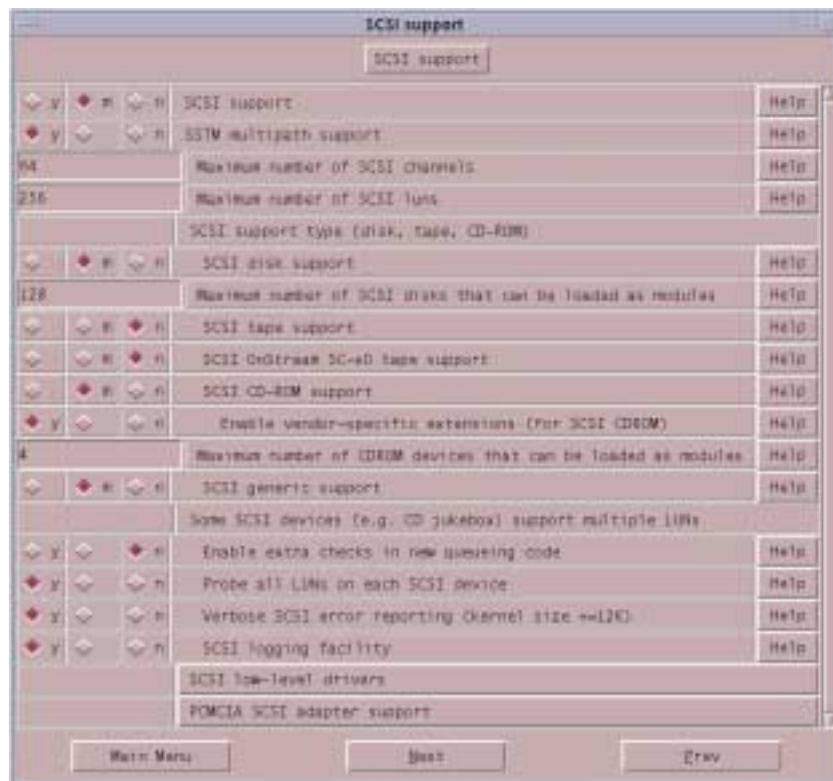 SCSI support
SCSI support
y m n SCSI support Help
y n SSTM multipath support Help
64 Maximum number of SCSI channels Help
256 Maximum number of SCSI luns Help
SCSI support type (disk, tape, CD-ROM)
m n SCSI disk support Help
128 Maximum number of SCSI disks that can be loaded as modules Help
m n SCSI tape support Help
m n SCSI OnStream SC-x0 tape support Help
m n SCSI CD-ROM support Help
y n Enable vendor-specific extensions (for SCSI CDROM) Help
4 Maximum number of CDROM devices that can be loaded as modules Help
m n SCSI generic support Help
Some SCSI devices (e.g. CD jukebox) support multiple LUNs
y n Enable extra checks in new queueing code Help
y n Probe all LUNs on each SCSI device Help
y n Verbose SCSI error reporting (kernel size +=12K) Help
y n SCSI logging facility Help
SCSI low-level drivers
PCMCIA SCSI adapter support
Main Menu Next Prev